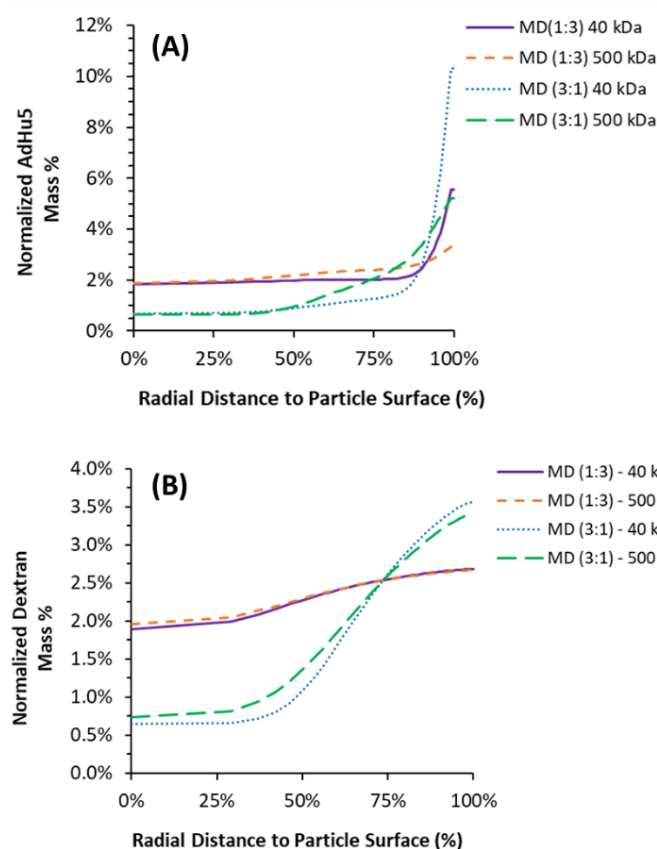 (A)
MD(1:3) 40 kDa
MD (1:3) 500 kDa
MD (3:1) 40 kDa
MD (3:1) 500 kDa
12%
10%
8%
6%
4%
2%
0%
Normalized AdHu5
Mass %
0% 25% 50% 75% 100%
Radial Distance to Particle Surface (%)
(B)
MD (1:3) - 40 k
MD (1:3) - 500
MD (3:1) - 40 k
MD (3:1) - 500
4.0%
3.5%
3.0%
2.5%
2.0%
1.5%
1.0%
0.5%
0.0%
Normalized Dextran
Mass %
0% 25% 50% 75% 100%
Radial Distance to Particle Surface (%)